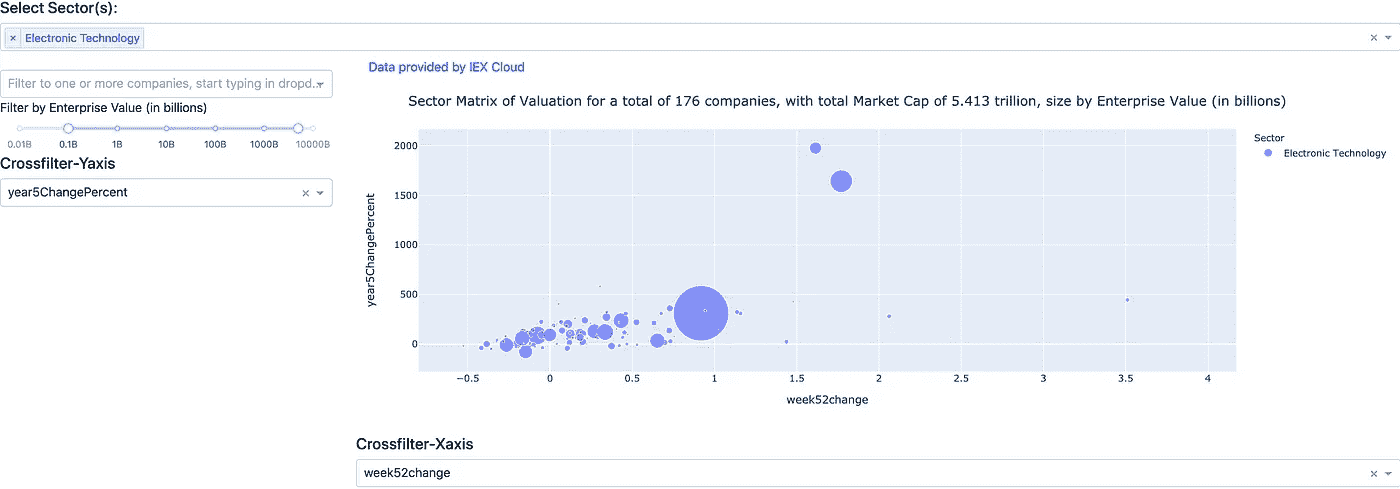 Select Sector(s):
× Electronic Technology
Data provided by IEX Cloud
Filter to one or more companies, start typing in dropd...
Filter by Enterprise Value (in billions)
0.01B 0.1B 1B 10B 100B 1000B 10000B
Crossfilter-Yaxis
year5ChangePercent
Sector Matrix of Valuation for a total of 176 companies, with total Market Cap of 5.413 trillion, size by Enterprise Value (in billions)
Sector
Electronic Technology
year5ChangePercent
2000
1500
1000
500
0
−0.5 0 0.5 1 1.5 2 2.5 3 3.5 4
week52change
Crossfilter-Xaxis
week52change